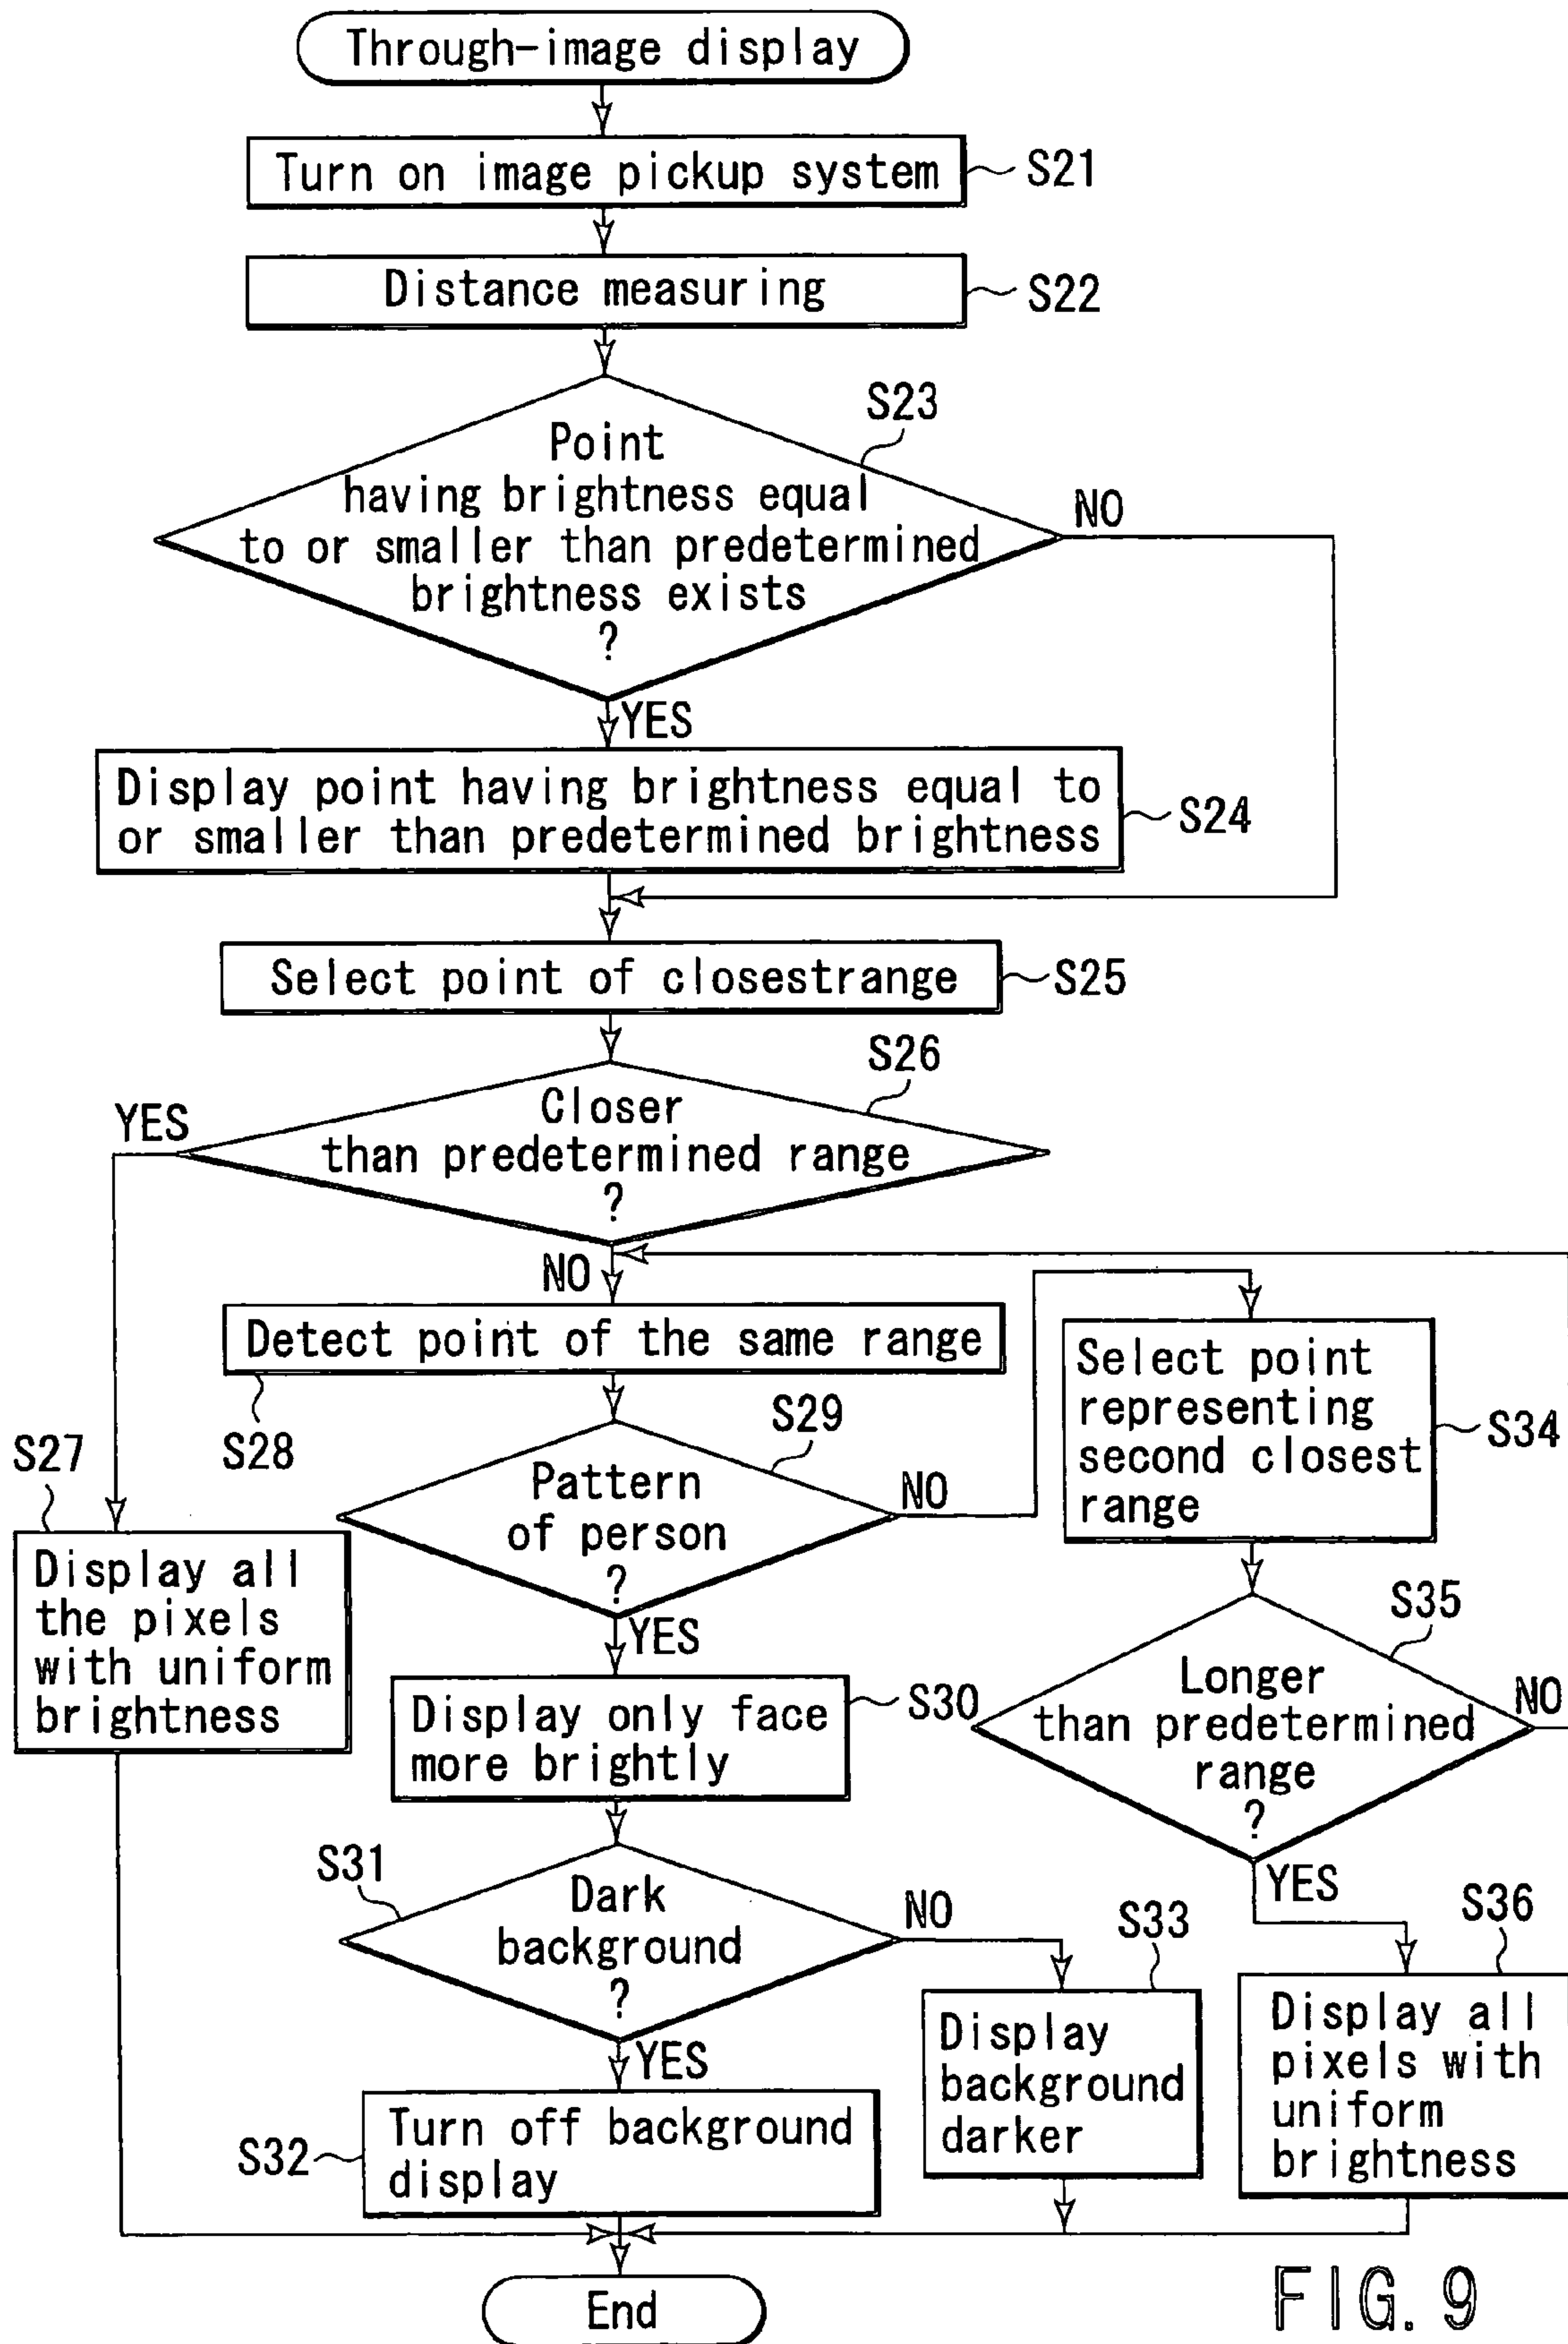 Through-image display
Turn on image pickup system
S21
Distance measuring
S22
S23
Point
having brightness equal
to or smaller than predetermined
brightness exists
?
NO
YES
Display point having brightness equal to
or smaller than predetermined brightness
S24
Select point of closestrange
S25
S26
Closer
than predetermined range
?
YES
NO
Detect point of the same range
S28
S27
Display all
the pixels
with uniform
brightness
S29
Pattern
of person
?
NO
YES
Select point
representing
second closest
range
S34
Display only face
more brightly
S30
S35
Longer
than predetermined
range
?
NO
YES
S31
Dark
background
?
NO
YES
S33
Display
background
darker
S36
Display all
pixels with
uniform
brightness
S32
Turn off background
display
End
FIG. 9